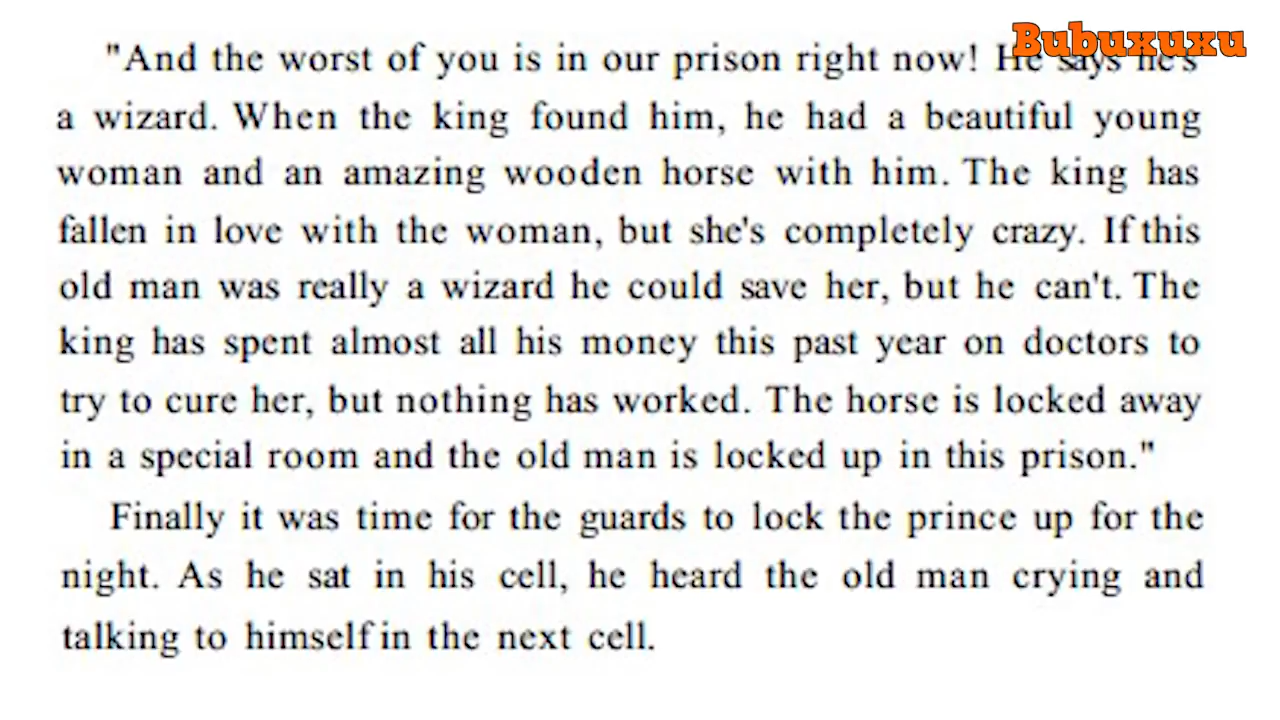 Bubuxuxu
"And the worst of you is in our prison right now! He says he's
a wizard. When the king found him, he had a beautiful young
woman and an amazing wooden horse with him. The king has
fallen in love with the woman, but she's completely crazy. If this
old man was really a wizard he could save her, but he can't. The
king has spent almost all his money this past year on doctors to
try to cure her, but nothing has worked. The horse is locked away
in a special room and the old man is locked up in this prison."
Finally it was time for the guards to lock the prince up for the
night. As he sat in his cell, he heard the old man crying and
talking to himself in the next cell.